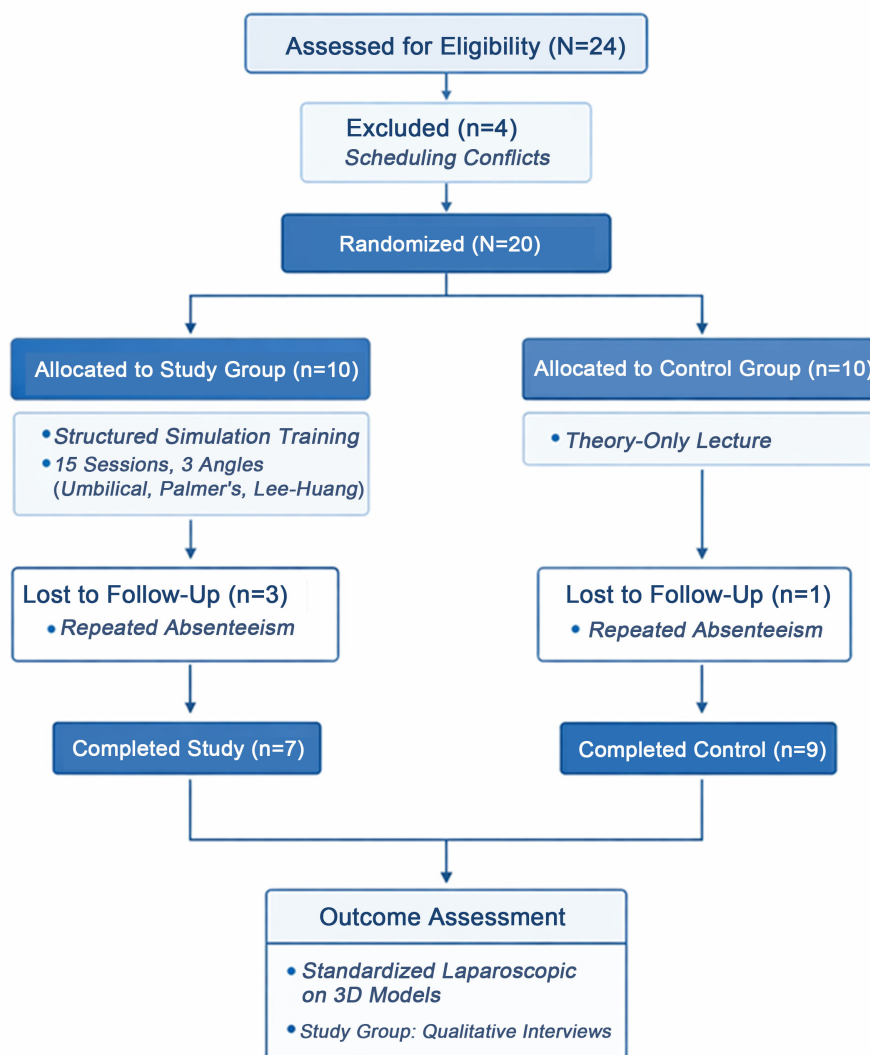 Assessed for Eligibility (N=24)
Excluded (n=4)
Scheduling Conflicts
Randomized (N=20)
Allocated to Study Group (n=10)
• Structured Simulation Training
• 15 Sessions, 3 Angles
(Umbilical, Palmer's, Lee-Huang)
Lost to Follow-Up (n=3)
• Repeated Absenteeism
Completed Study (n=7)
Allocated to Control Group (n=10)
• Theory-Only Lecture
Lost to Follow-Up (n=1)
• Repeated Absenteeism
Completed Control (n=9)
Outcome Assessment
• Standardized Laparoscopic
on 3D Models
• Study Group: Qualitative Interviews